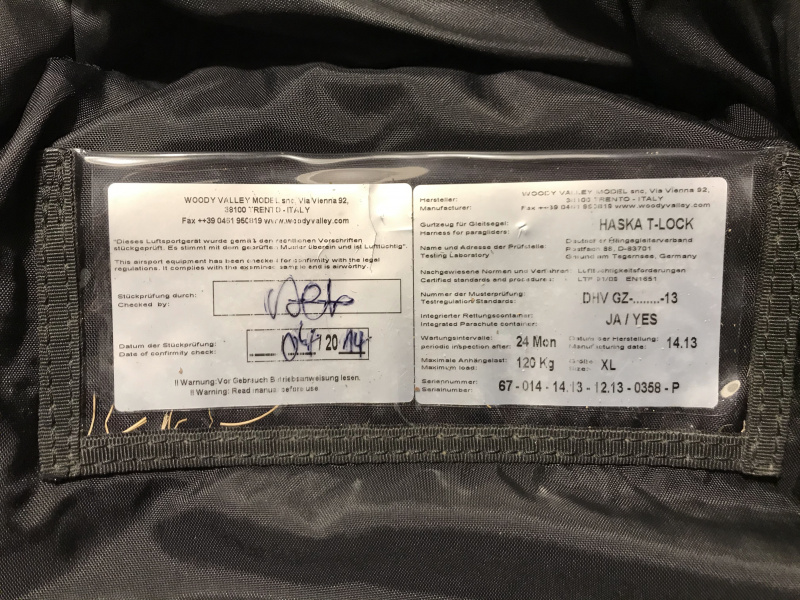 WOODY VALLEY MODEL snc, Via Vienna 92,
38100 TRENTO - ITALY
Fax ++39 0461 950819 www.woodyvalley.com
"Dieses Luftsportgerät wurde gemäß den rechtlichen Vorschriften
stückgeprüft. Es stimmt mit dem geprüften Muster überein und ist Lufttüchtig".
This airsport equipment has been checked for confirmity with the legal
regulations. It complies with the examined sample and is airworthy.
Stückprüfung durch:
Checked by:
Datum der Stückprüfung:
Date of confirmity check:
04/ 20 14
!! Warnung: Vor Gebrauch Betriebsanweisung lesen.
!! Warning: Read manual before use
Hersteller:
Manufacturer:
WOODY VALLEY MODEL snc, Via Vienna 92,
38100 TRENTO - ITALY
Fax ++39 0461 950819 www.woodyvalley.com
Gurtzeug für Gleitsegel:
Harness for paragliders:
HASKA T-LOCK
Name und Adresse der Prüfstelle
Testing Laboratory
Deutscher Hängegleiterverband
Postfach 88, D-83701
Gmund am Tegernsee, Germany
Nachgewiesene Normen und Verfahren:
Certified standards and procedure:
Lufttüchtigkeitsforderungen
LTF 91/09 EN1651
Nummer der Musterprüfung:
Testregulation Standards:
DHV GZ-........-13
Integrierter Rettungscontainer:
Integrated Parachute container:
JA / YES
Wartungsintervalle:
periodic inspection after:
24 Mon
Datum der Herstellung:
Manufacturing date:
14.13
Maximale Anhängelast:
Maximum load:
120 Kg
Größe
Size:
XL
Seriennummer:
Serialnumber:
67-014 - 14.13 - 12.13 - 0358 - P